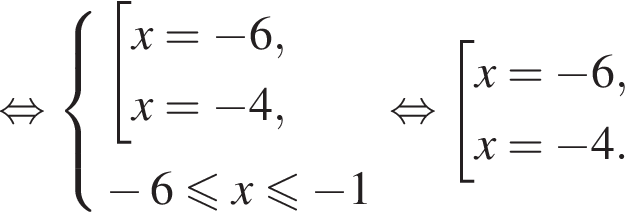 ⇔ { [ x = −6,
x = −4,
− 6 ⩽ x ⩽ −1
⇔ [ x = −6,
x = −4.